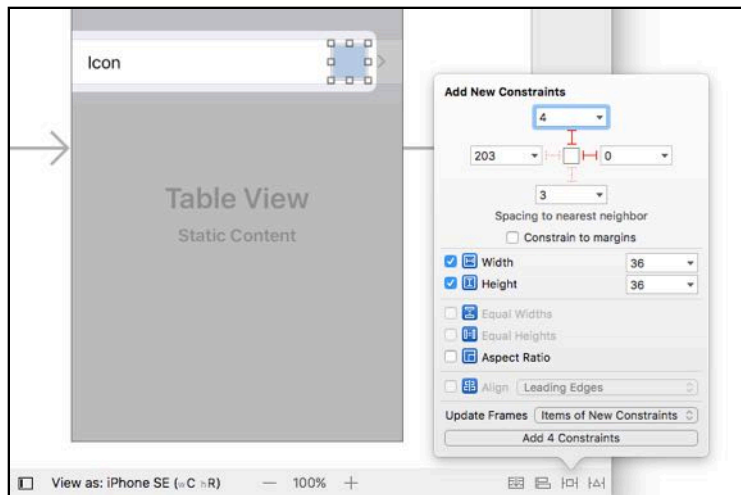 Icon
Table View
Static Content
Add New Constraints
4
203
0
3
Spacing to nearest neighbor
Constrain to margins
Width 36
Height 36
Equal Widths
Equal Heights
Aspect Ratio
Align Leading Edges
Update Frames Items of New Constraints
Add 4 Constraints
View as: iPhone SE (wC hR) — 100% +